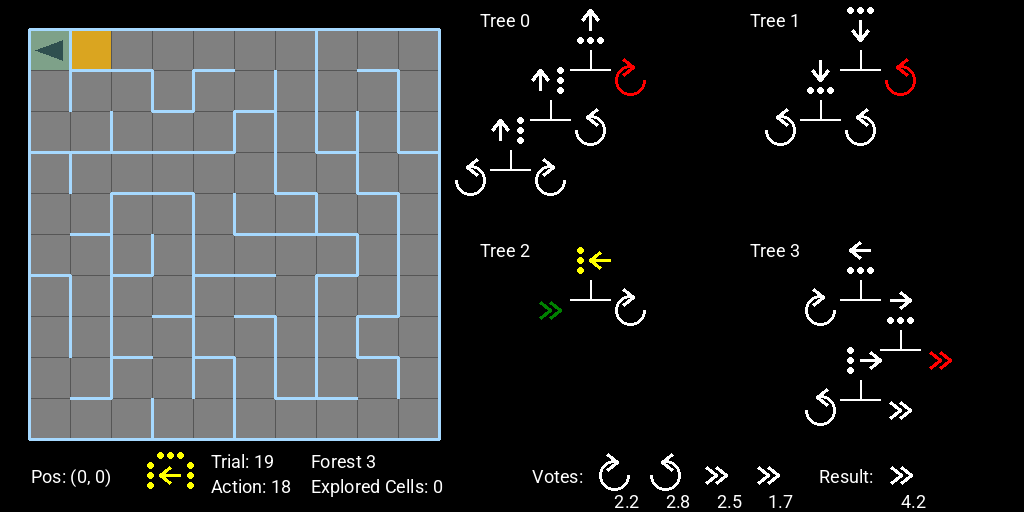 Tree 0
Tree 1
Tree 2
Tree 3
Pos: (0, 0)
Trial: 19
Forest 3
Action: 18
Explored Cells: 0
Votes:
2.2
2.8
2.5
1.7
Result:
4.2